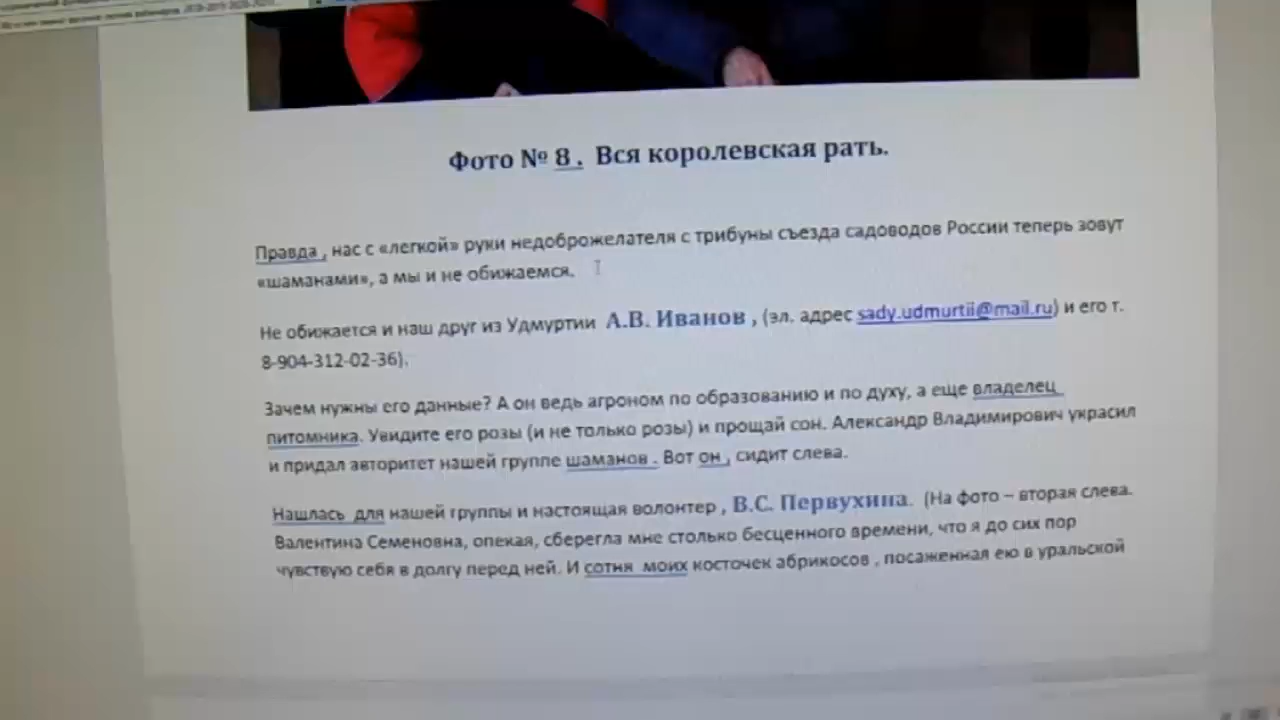 Фото № 8 . Вся королевская рать.
Правда , нас с «легкой» руки недоброжелателя с трибуны съезда садоводов России теперь зовут
«шаманами», а мы и не обижаемся.
Не обижается и наш друг из Удмуртии А.В. Иванов , (эл. адрес sady.udmurtii@mail.ru) и его т.
8-904-312-02-36).
Зачем нужны его данные? А он ведь агроном по образованию и по духу, а еще владелец
питомника. Увидите его розы (и не только розы) и прощай сон. Александр Владимирович украсил
и придал авторитет нашей группе шаманов . Вот он , сидит слева.
Нашлась для нашей группы и настоящая волонтер , В.С. Первухина. (На фото – вторая слева.
Валентина Семеновна, опекая, сберегла мне столько бесценного времени, что я до сих пор
чувствую себя в долгу перед ней. И сотня моих косточек абрикосов , посаженная ею в уральской